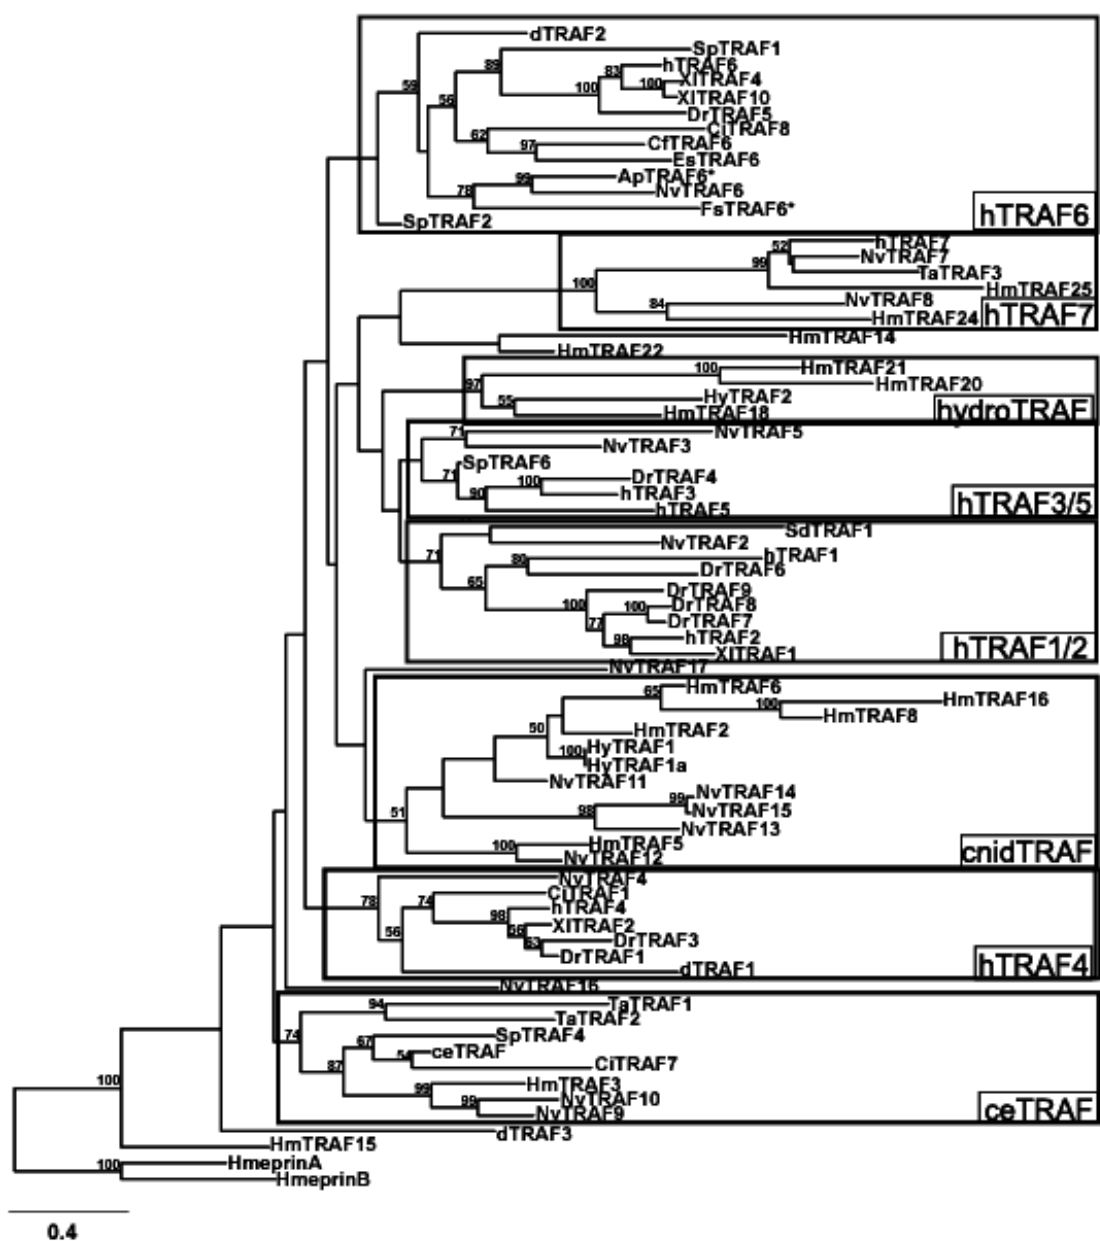 dTRAF2
SpTRAF1
89
hTRAF6
83
XlTRAF4
59
100
100
XlTRAF10
56
DrTRAF5
CiTRAF8
62
CfTRAF6
97
EsTRAF6
ApTRAF6*
99
NvTRAF6
78
FsTRAF6*
SpTRAF2
hTRAF6
hTRAF7
52
NvTRAF7
99
TaTRAF3
100
HmTRAF25
NvTRAF8
84
HmTRAF24
hTRAF7
HmTRAF14
HmTRAF22
HmTRAF21
100
97
HmTRAF20
HyTRAF2
55
HmTRAF18
hydroTRAF
NvTRAF5
71
NvTRAF3
SpTRAF6
71
DrTRAF4
100
hTRAF3
90
hTRAF5
hTRAF3/5
SdTRAF1
NvTRAF2
71
hTRAF1
80
DrTRAF6
65
DrTRAF9
100
DrTRAF8
100
DrTRAF7
77
hTRAF2
98
XlTRAF1
hTRAF1/2
NvTRAF17
HmTRAF6
65
HmTRAF16
100
HmTRAF8
50
HmTRAF2
HyTRAF1
100
HyTRAF1a
NvTRAF11
NvTRAF14
99
NvTRAF15
51
98
NvTRAF13
HmTRAF5
100
NvTRAF12
cnidTRAF
NvTRAF4
CiTRAF1
78
74
hTRAF4
98
XlTRAF2
56
56
DrTRAF3
63
DrTRAF1
dTRAF1
hTRAF4
NvTRAF16
TaTRAF1
94
TaTRAF2
SpTRAF4
74
67
ceTRAF
54
CiTRAF7
87
HmTRAF3
99
NvTRAF10
99
NvTRAF9
ceTRAF
dTRAF3
100
HmTRAF15
HmeprinA
100
HmeprinB
0.4